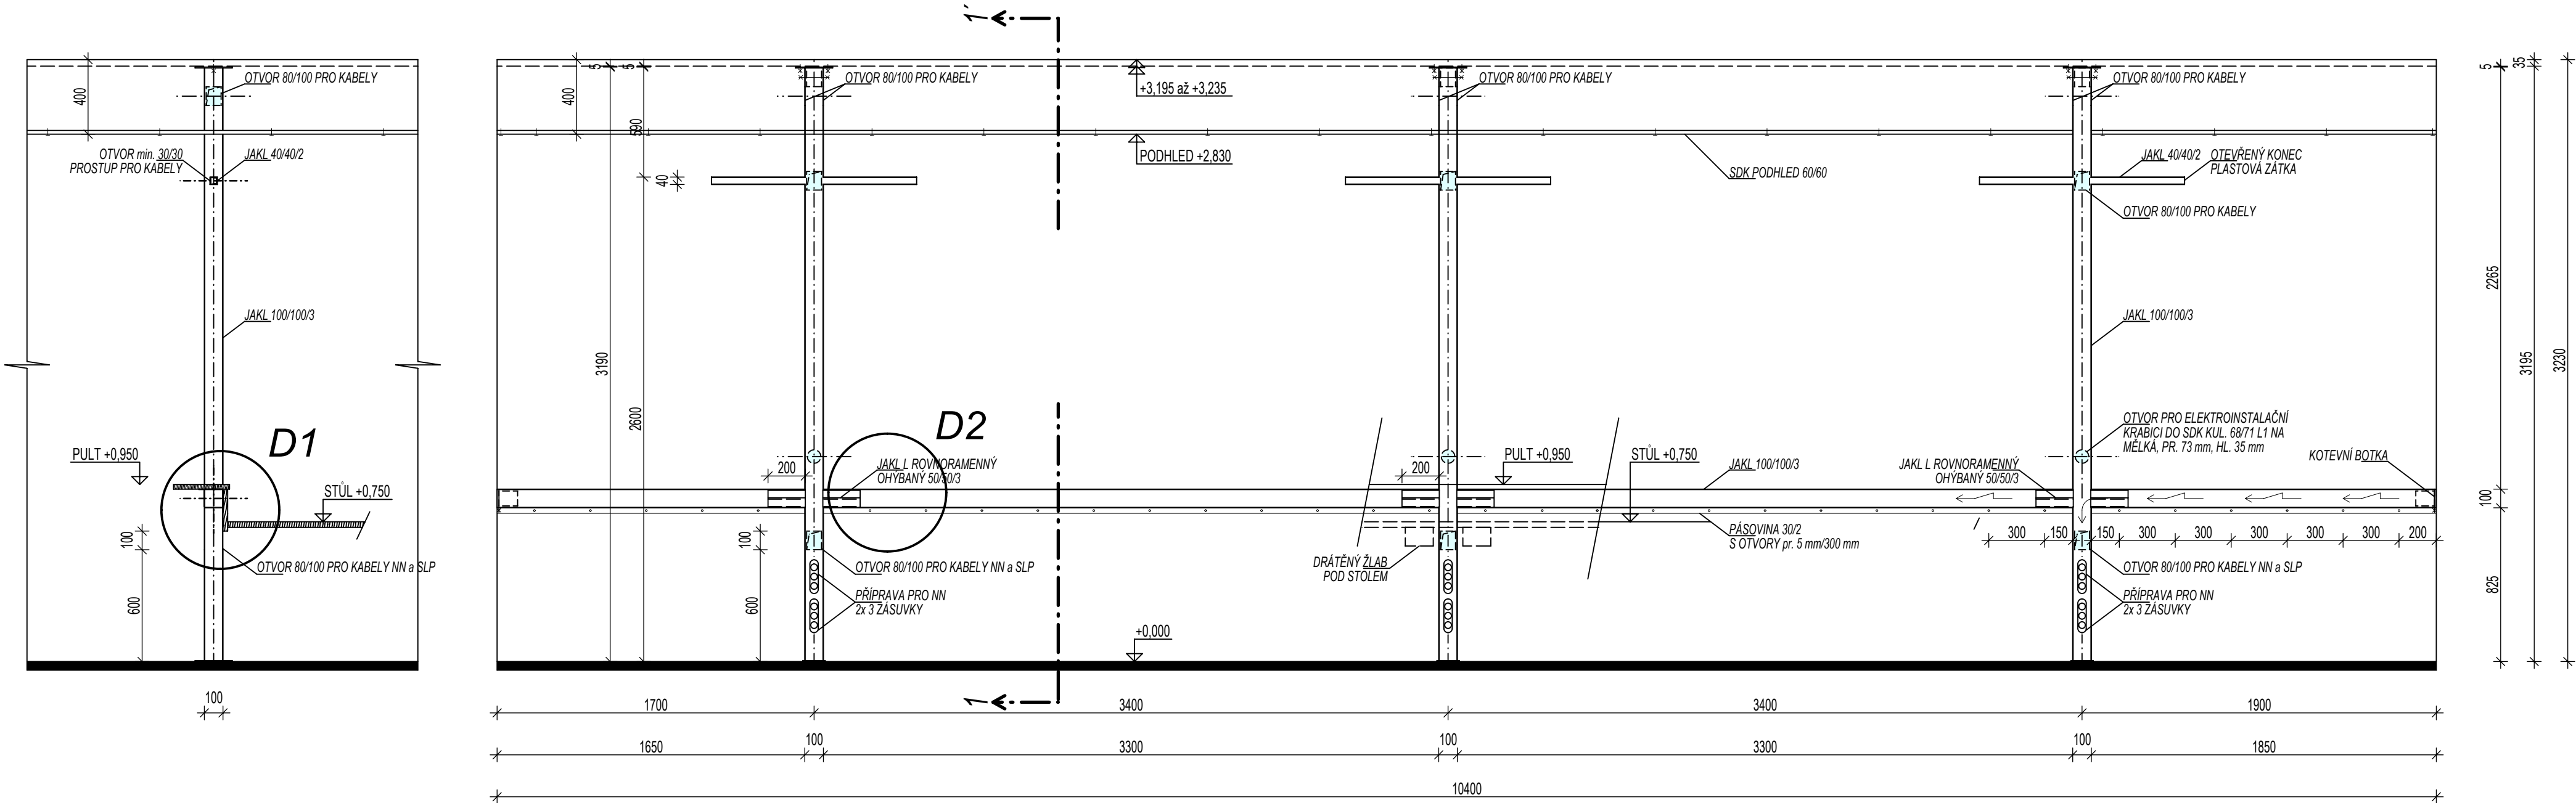 400
OTVOR 80/100 PRO KABELY
OTVOR min. 30/30
PROSTUP PRO KABELY
JAKL 40/40/2
JAKL 100/100/3
D1
PULT +0,950
STŮL +0,750
100
600
OTVOR 80/100 PRO KABELY NN a SLP
100
1
1
5
5
400
690
40
3190
2600
OTVOR 80/100 PRO KABELY
+3,195 až +3,235
PODHLED +2,830
OTVOR 80/100 PRO KABELY
SDK PODHLED 60/60
OTVOR 80/100 PRO KABELY
JAKL 40/40/2
OTEVŘENÝ KONEC
PLASTOVÁ ZÁTKA
OTVOR 80/100 PRO KABELY
JAKL 100/100/3
D2
200
JAKL L ROVNORAMENNÝ
OHÝBANÝ 50/50/3
200
PULT +0,950
STŮL +0,750
JAKL 100/100/3
JAKL L ROVNORAMENNÝ
OHÝBANÝ 50/50/3
OTVOR PRO ELEKTROINSTALAČNÍ
KRABICI DO SDK KUL. 68/71 L1 NA
MĚLKÁ, PR. 73 mm, HL. 35 mm
KOTEVNÍ BOTKA
PÁSOVINA 30/2
S OTVORY pr. 5 mm/300 mm
DRÁTĚNÝ ŽLAB
POD STOLEM
300
150
150
300
300
300
300
300
200
100
600
OTVOR 80/100 PRO KABELY NN a SLP
PŘÍPRAVA PRO NN
2x 3 ZÁSUVKY
+0,000
OTVOR 80/100 PRO KABELY NN a SLP
PŘÍPRAVA PRO NN
2x 3 ZÁSUVKY
5
35
2265
100
825
3195
3230
1700
3400
3400
1900
1650
100
3300
100
3300
100
1850
10400